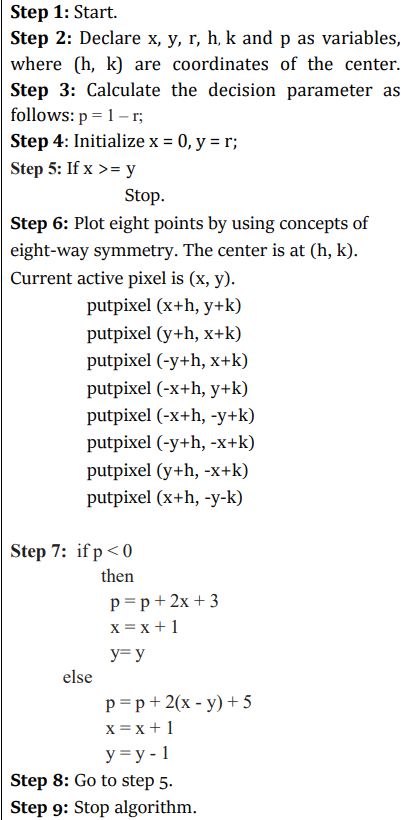 Step 1: Start.
Step 2: Declare x, y, r, h, k and p as variables,
where (h, k) are coordinates of the center.
Step 3: Calculate the decision parameter as
follows: p = 1 – r;
Step 4: Initialize x = 0, y = r;
Step 5: If x >= y
Stop.
Step 6: Plot eight points by using concepts of
eight-way symmetry. The center is at (h, k).
Current active pixel is (x, y).
putpixel (x+h, y+k)
putpixel (y+h, x+k)
putpixel (-y+h, x+k)
putpixel (-x+h, y+k)
putpixel (-x+h, -y+k)
putpixel (-y+h, -x+k)
putpixel (y+h, -x+k)
putpixel (x+h, -y-k)
Step 7: if p < 0
then
p = p + 2x + 3
x = x + 1
y= y
else
p = p + 2(x - y) + 5
x = x + 1
y = y - 1
Step 8: Go to step 5.
Step 9: Stop algorithm.